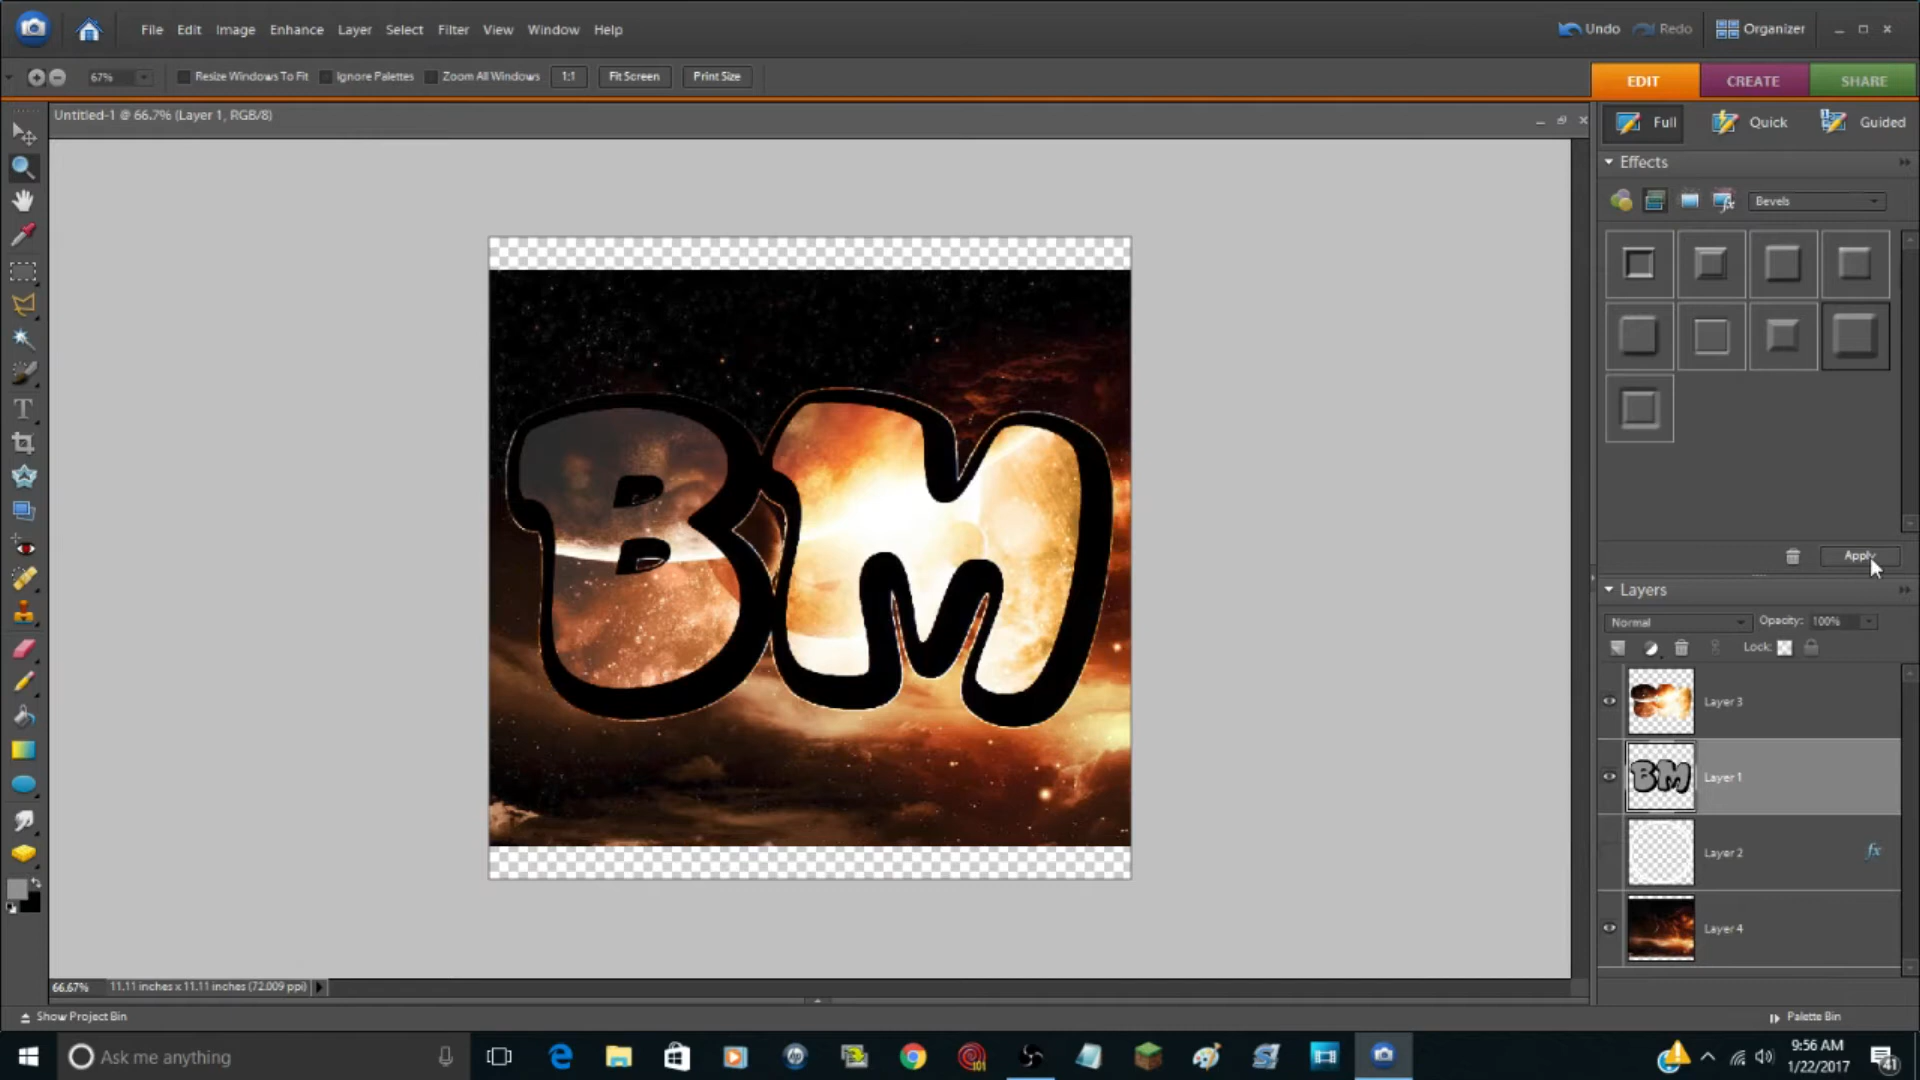 File Edit Image Enhance Layer Select Filter View Window Help
Undo Redo Organizer
67% Resize Windows To Fit Ignore Palettes Zoom All Windows 1:1 Fit Screen Print Size
EDIT CREATE SHARE
Untitled-1 @ 66.7% (Layer 1, RGB/8)
Full Quick Guided
Effects
Bevels
BM
Apply
Layers
Normal Opacity: 100%
Lock:
Layer 3
BM Layer 1
Layer 2 fx
Layer 4
66.67% 11.11 inches x 11.11 inches (72.009 ppi)
Show Project Bin
Palette Bin
Ask me anything
9:56 AM
1/22/2017
41